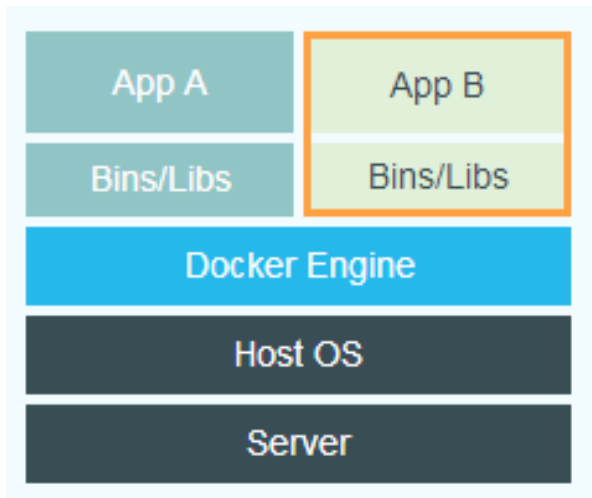 App A
App B
Bins/Libs
Bins/Libs
Docker Engine
Host OS
Server